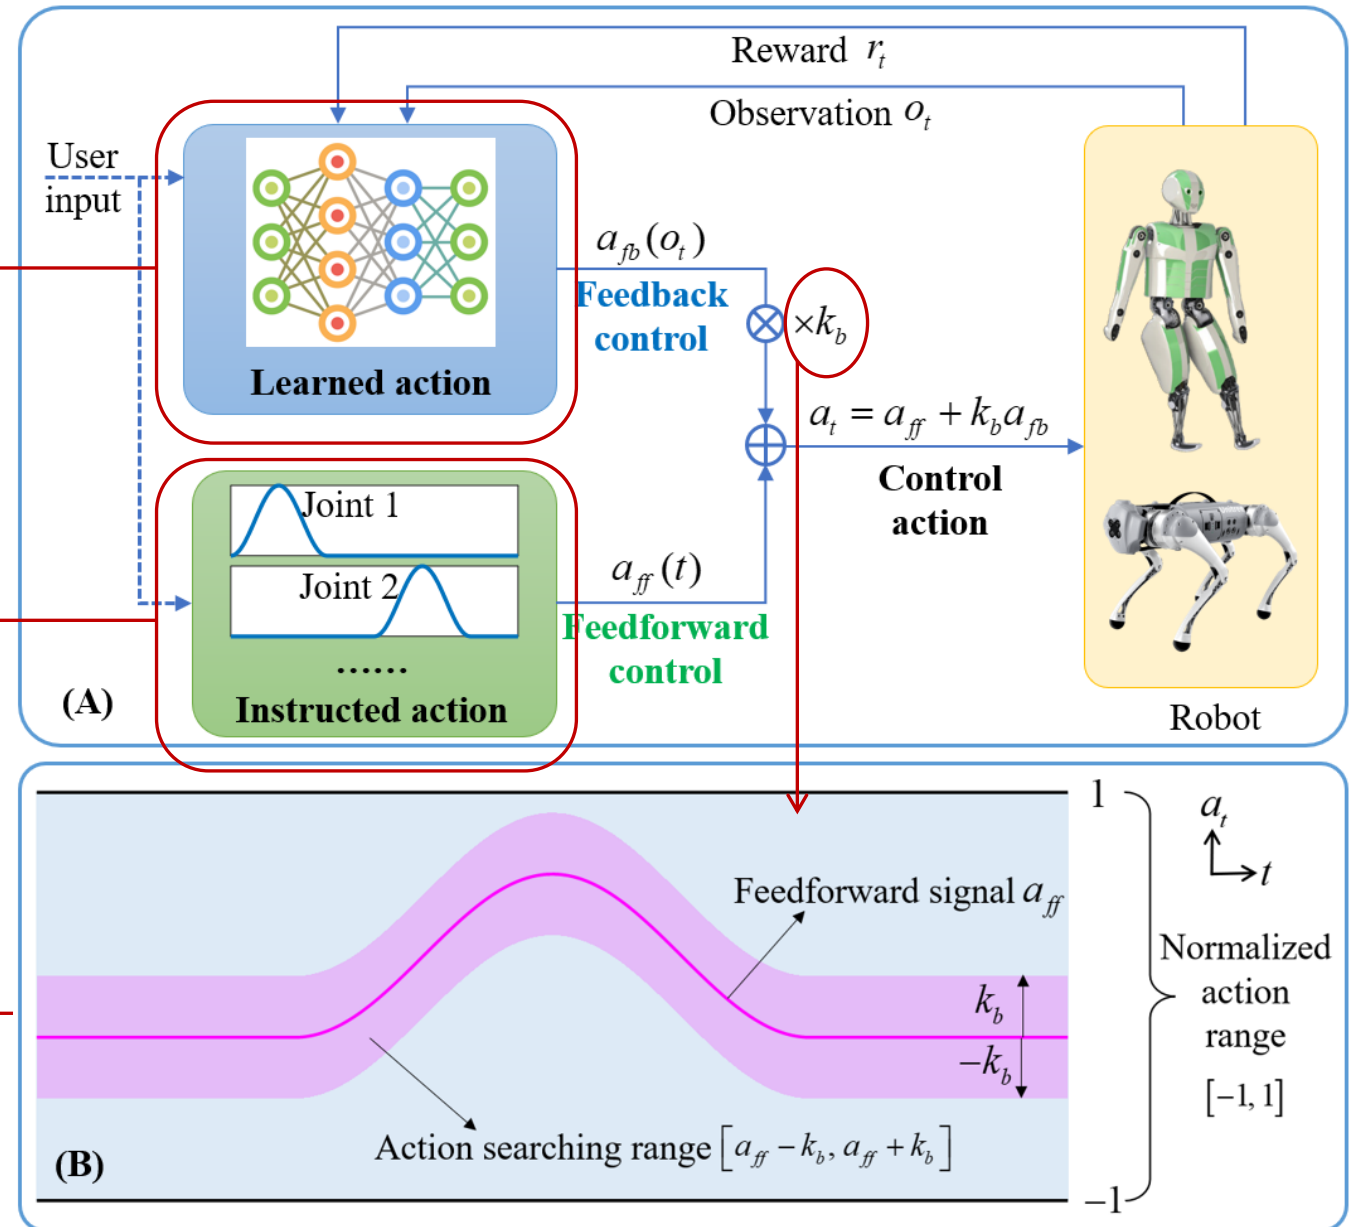 Reward r_t
Observation o_t
User
input
a_fb(o_t)
Feedback
control
×k_b
Learned action
a_t = a_ff + k_b a_fb
Control
action
Joint 1
Joint 2
......
a_ff(t)
Feedforward
control
Instructed action
(A)
Robot
1
a_t
t
Feedforward signal a_ff
Normalized
action
range
[-1, 1]
k_b
-k_b
Action searching range [a_ff - k_b, a_ff + k_b]
(B)
-1